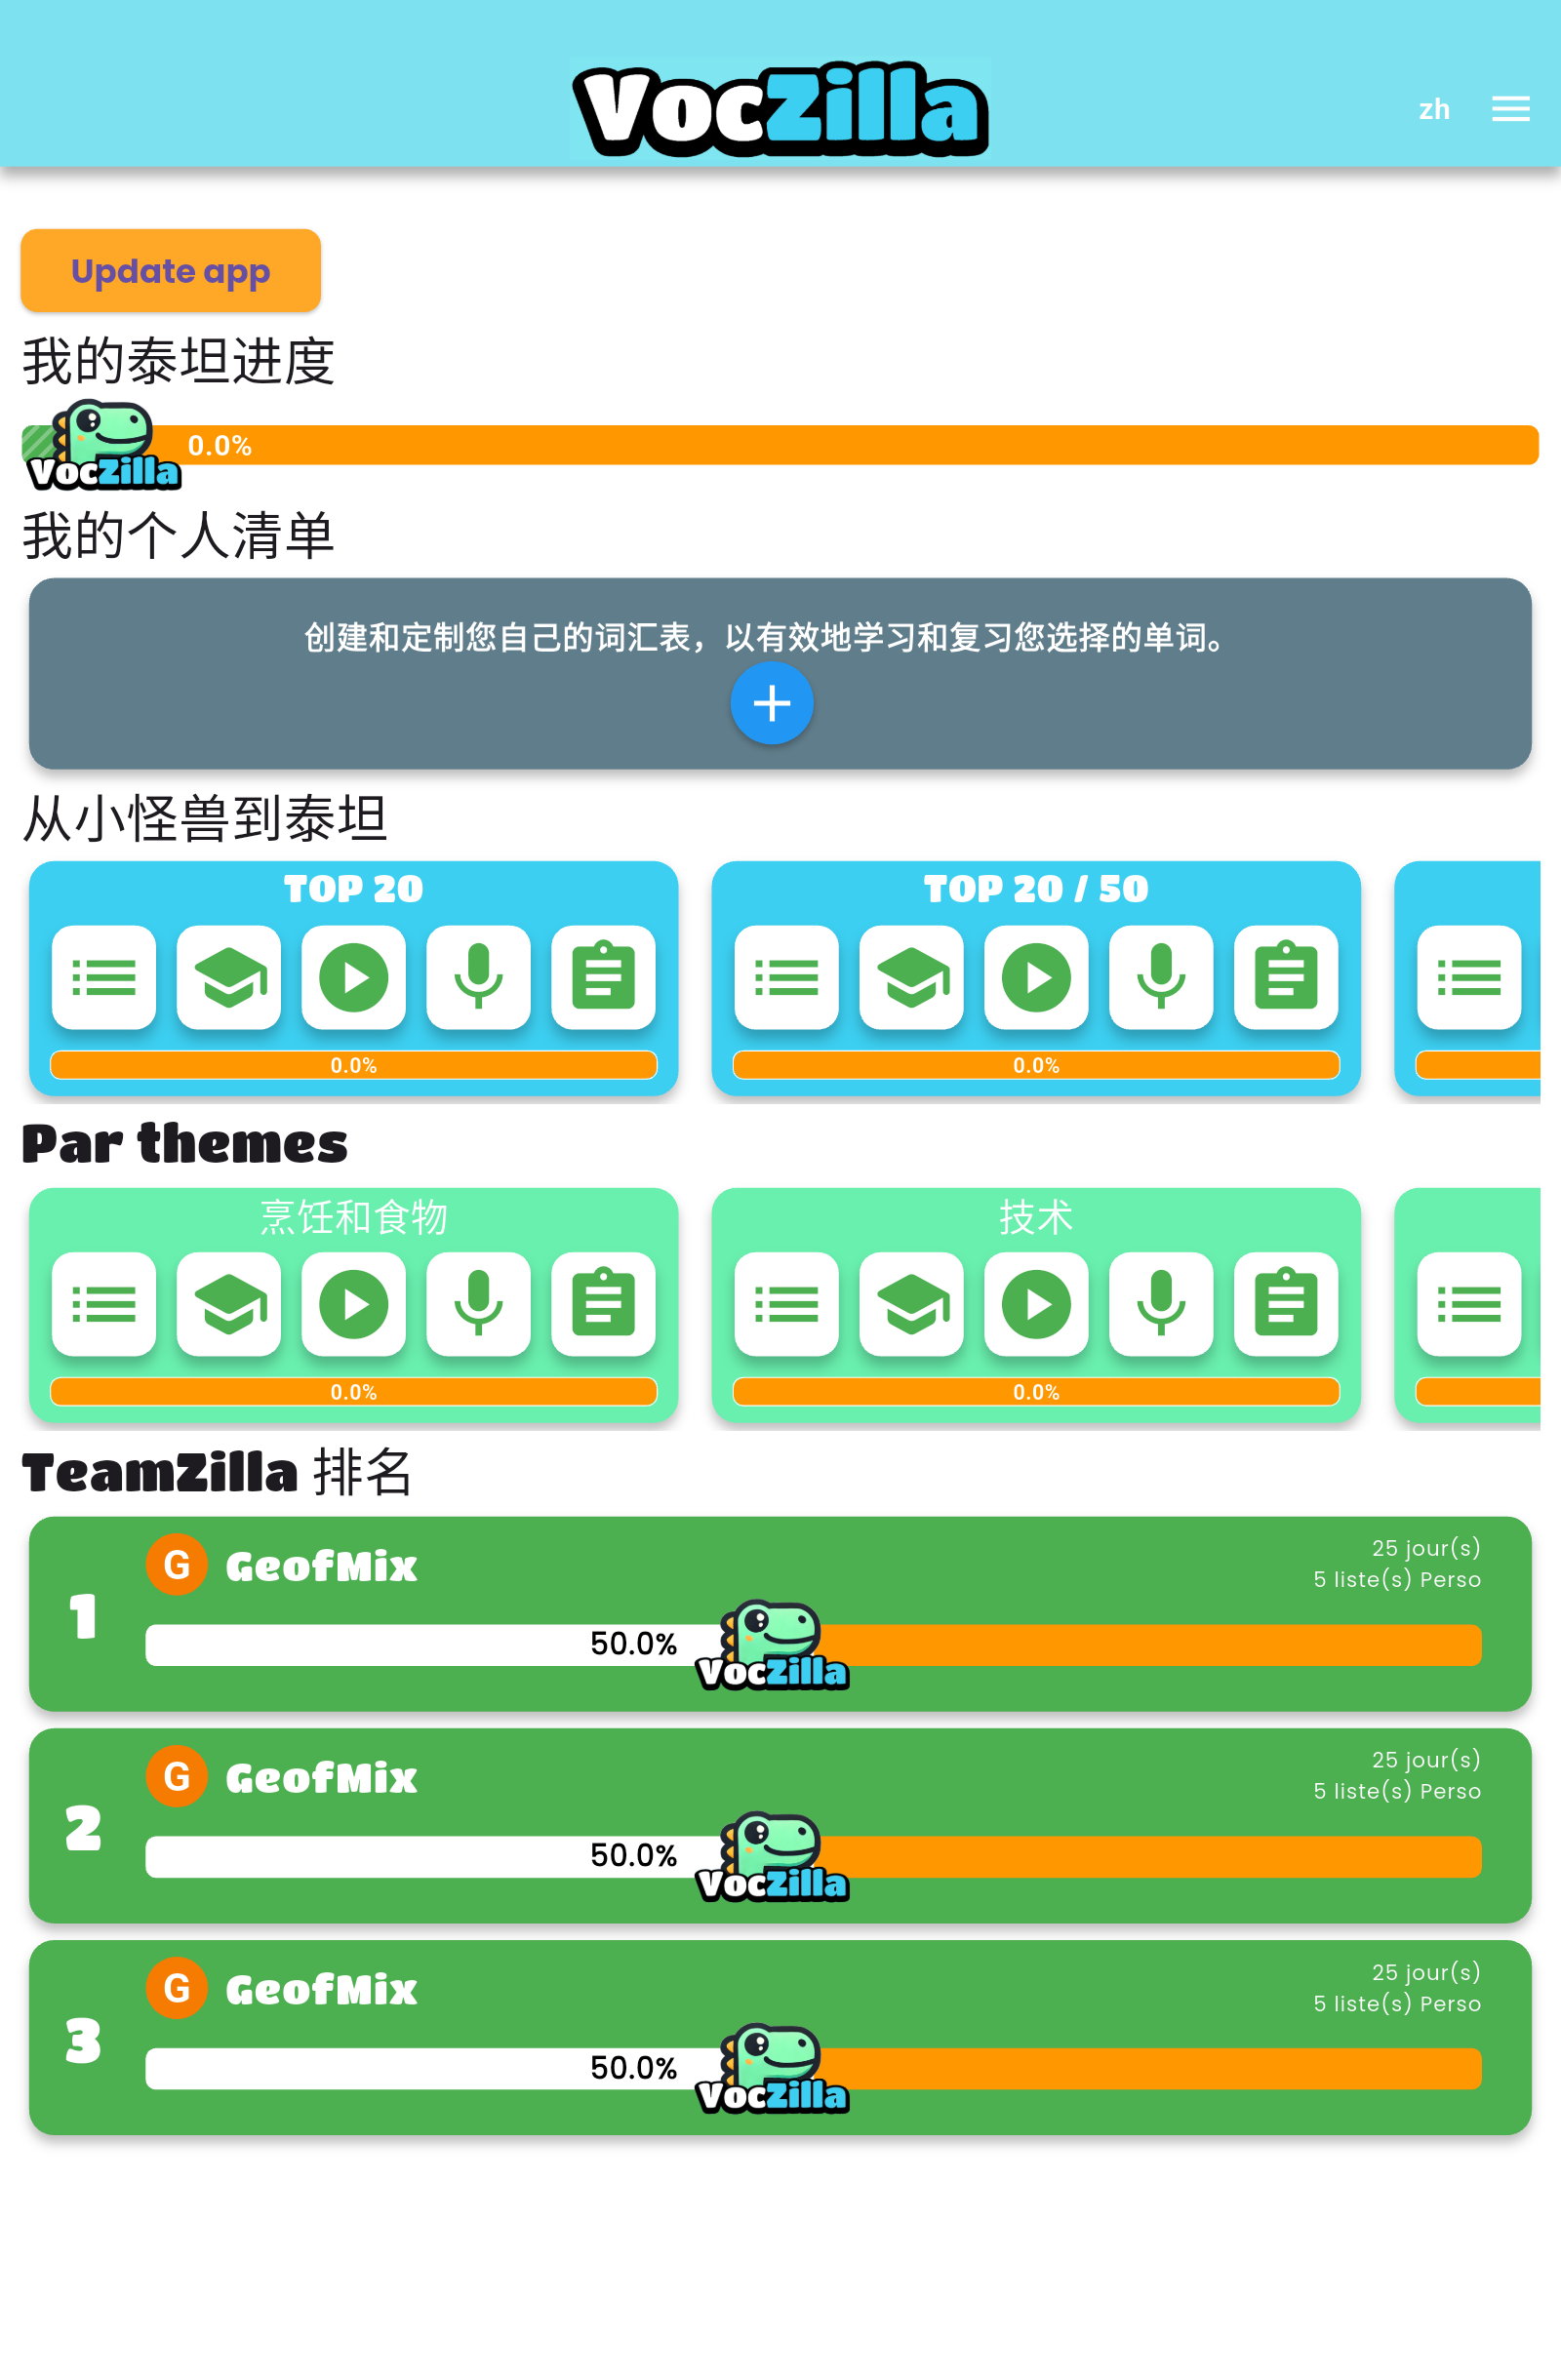 VocZilla
zh
Update app
我的泰坦进度
0.0%
VocZilla
我的个人清单
创建和定制您自己的词汇表，以有效地学习和复习您选择的单词。
从小怪兽到泰坦
TOP 20
TOP 20 / 50
0.0%
0.0%
Par themes
烹饪和食物
技术
0.0%
0.0%
TeamZilla 排名
1
G
GeofMix
25 jour(s)
5 liste(s) Perso
50.0%
VocZilla
2
G
GeofMix
25 jour(s)
5 liste(s) Perso
50.0%
VocZilla
3
G
GeofMix
25 jour(s)
5 liste(s) Perso
50.0%
VocZilla